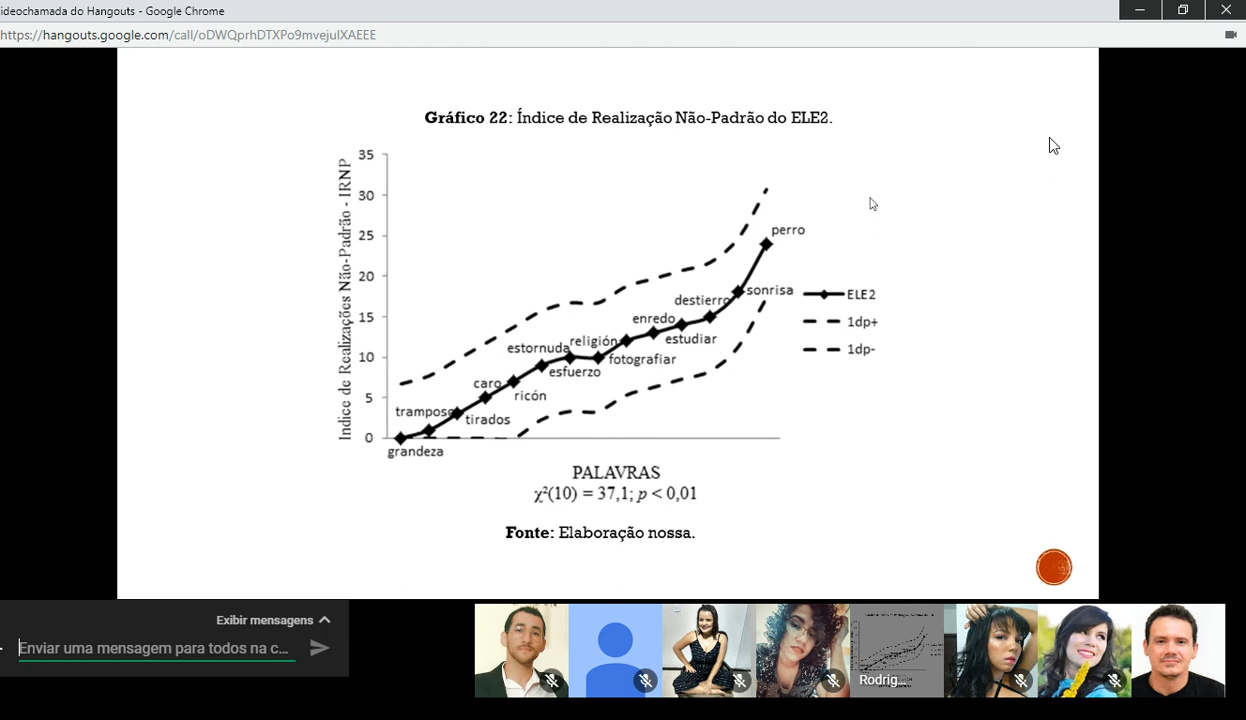 ideochamada do Hangouts - Google Chrome
https://hangouts.google.com/call/oDWQprhDTXPo9mvejuIXAEEE
Gráfico 22: Índice de Realização Não-Padrão do ELE2.
Indice de Realizações Não-Padrão - IRNP
35
30
25
20
15
10
5
0
perro
sonrisa
destierro
enredo
estudiar
religión
fotografiar
estornuda
esfuerzo
caro
ricón
tramposo
tirados
grandeza
ELE2
1dp+
1dp-
PALAVRAS
χ²(10) = 37,1; p < 0,01
Fonte: Elaboração nossa.
Exibir mensagens
Enviar uma mensagem para todos na c...
Rodrig...